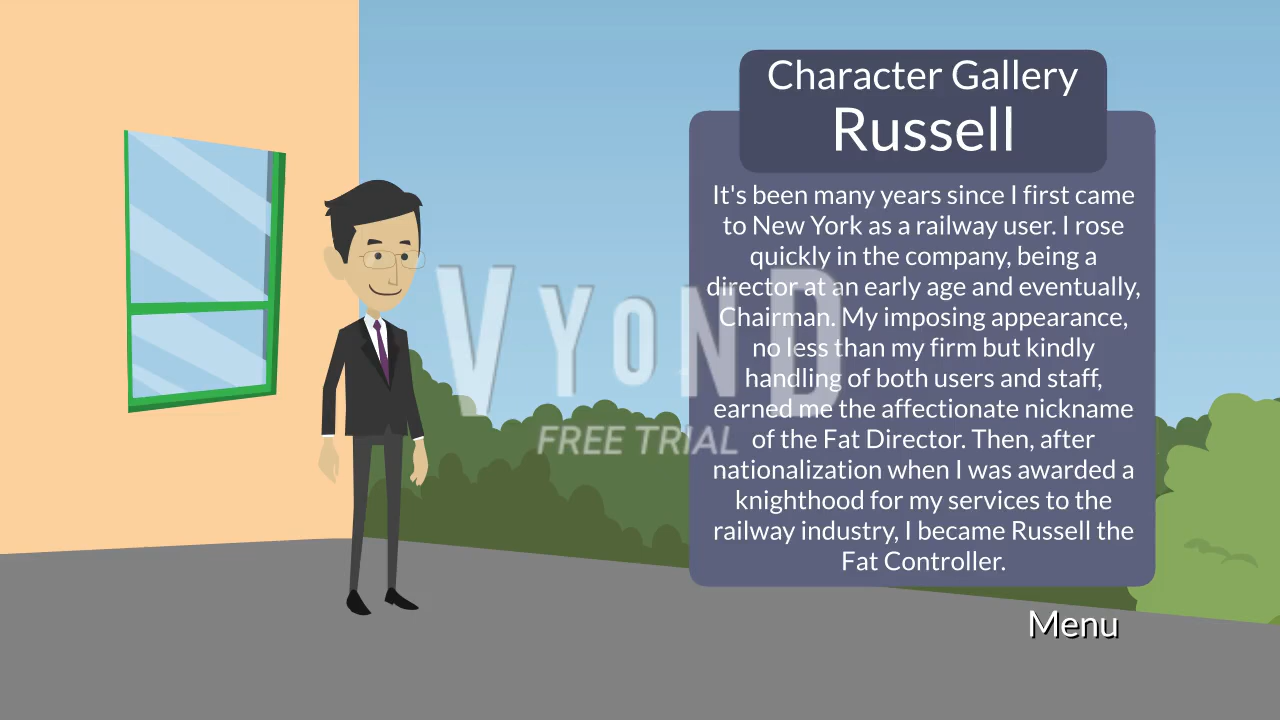 Character Gallery
Russell
It's been many years since I first came
to New York as a railway user. I rose
quickly in the company, being a
director at an early age and eventually,
Chairman. My imposing appearance,
no less than my firm but kindly
handling of both users and staff,
earned me the affectionate nickname
of the Fat Director. Then, after
nationalization when I was awarded a
knighthood for my services to the
railway industry, I became Russell the
Fat Controller.
VYOND
FREE TRIAL
Menu